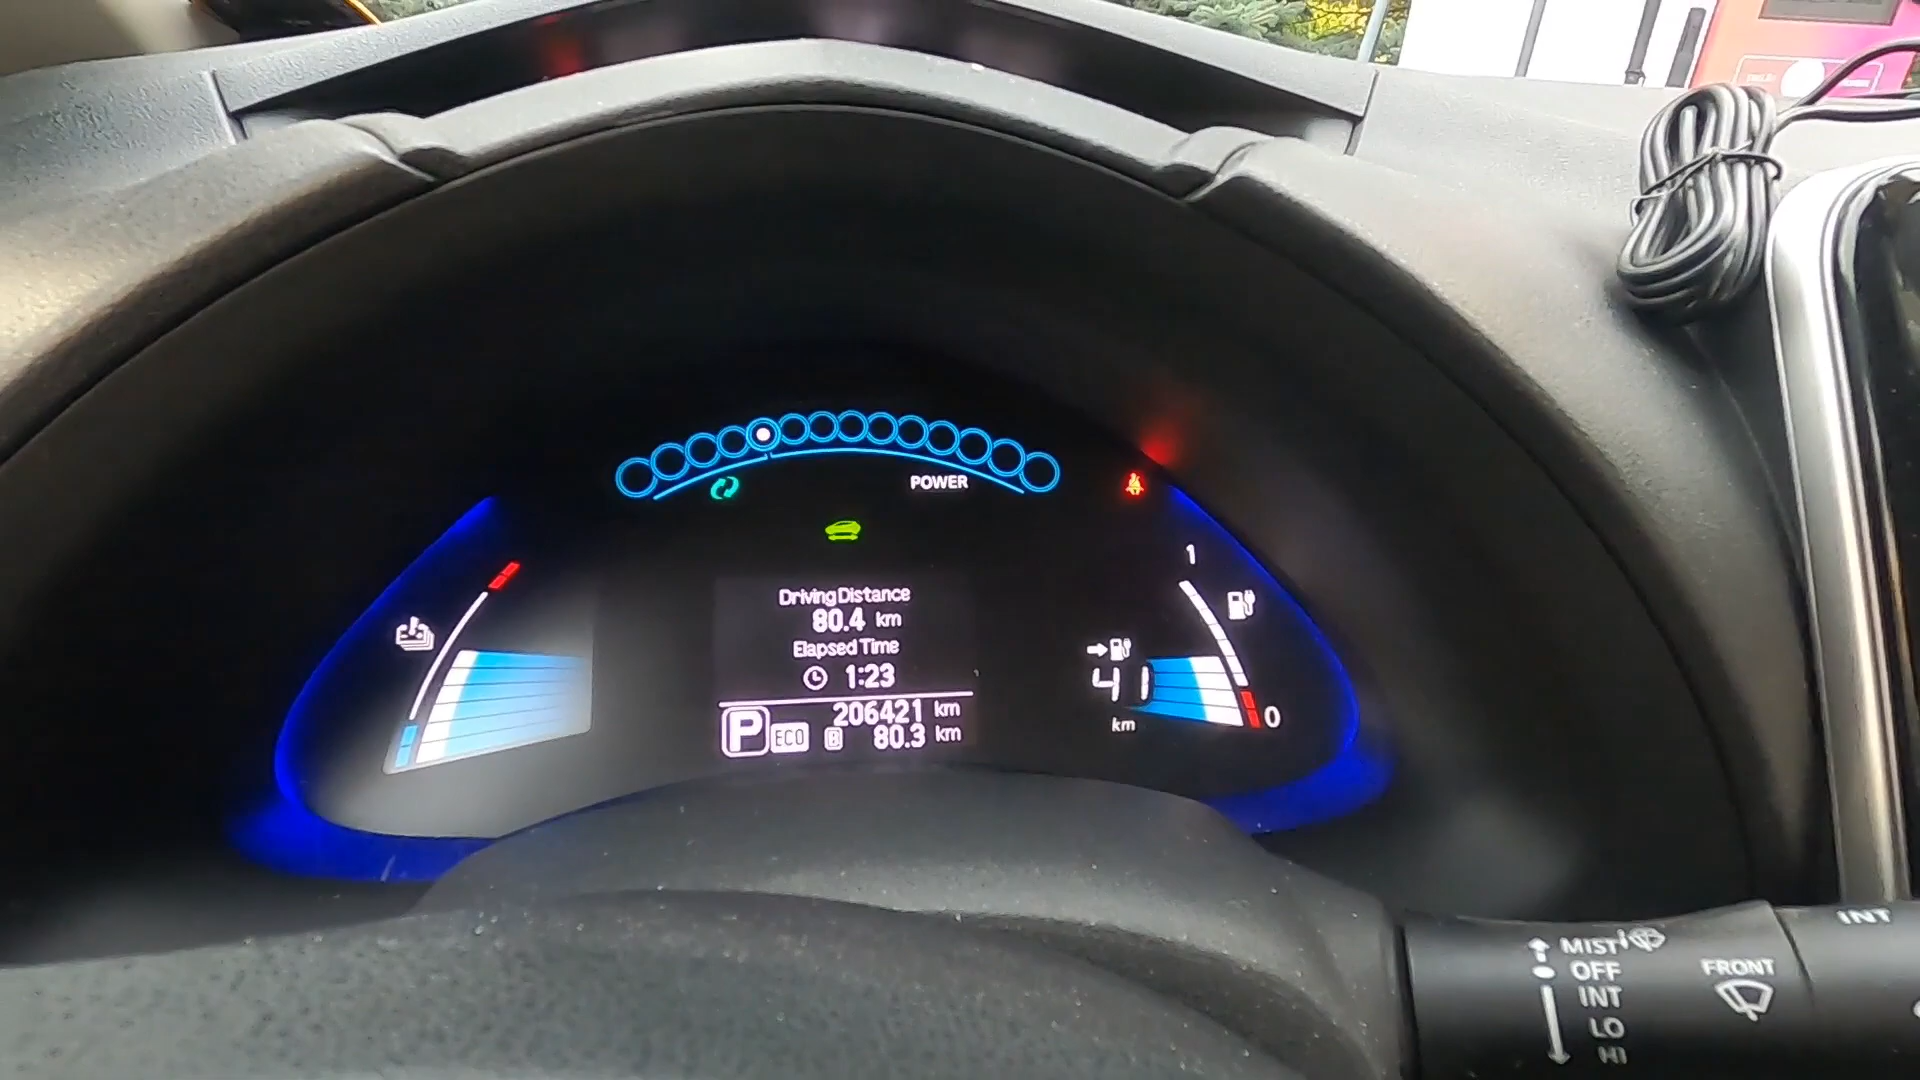 POWER
1
Driving Distance
80.4 km
Elapsed Time
1:23
41
km
0
206421 km
P ECO B 80.3 km
INT
MIST
OFF
INT
LO
HI
FRONT